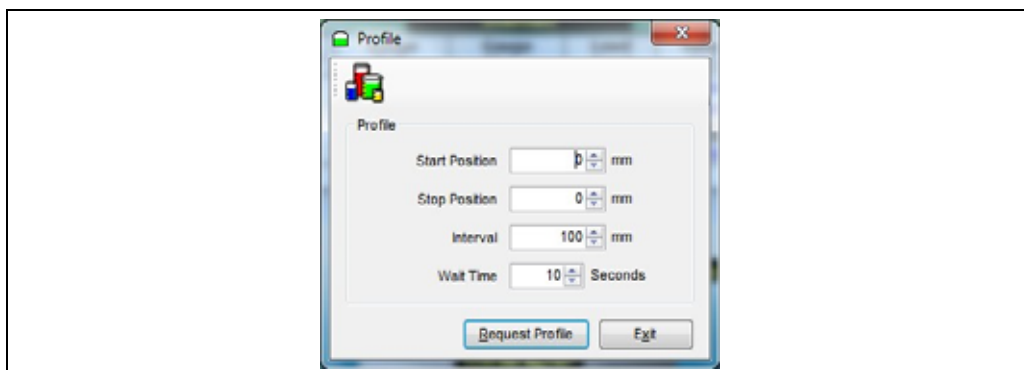 Profile
Profile
Start Position 0 mm
Stop Position 0 mm
Interval 100 mm
Wait Time 10 Seconds
Request Profile Exit